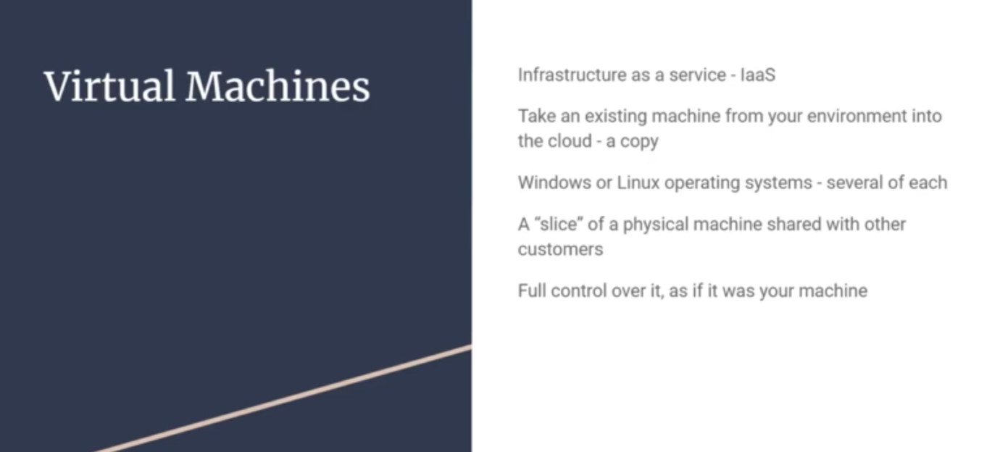 Virtual Machines
Infrastructure as a service - IaaS
Take an existing machine from your environment into
the cloud - a copy
Windows or Linux operating systems - several of each
A “slice” of a physical machine shared with other
customers
Full control over it, as if it was your machine